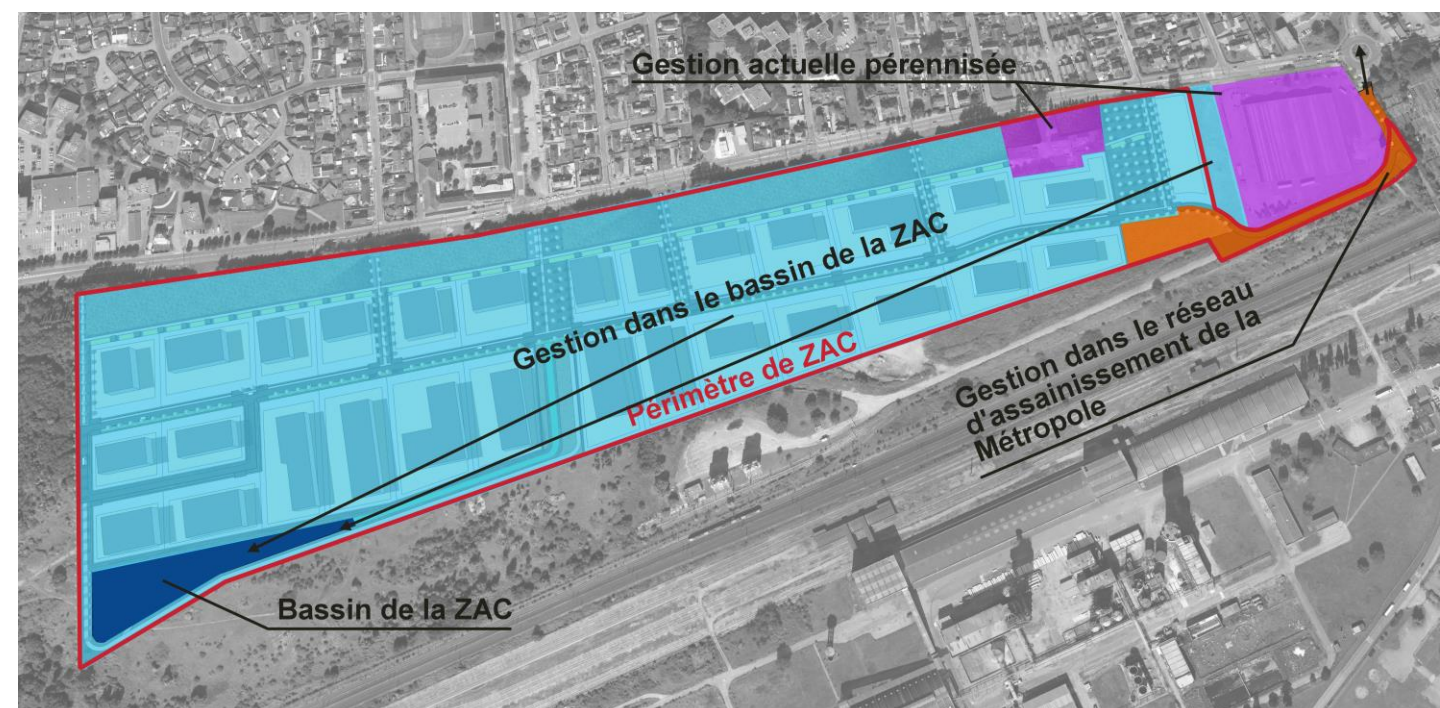 Gestion actuelle pérennisée
Gestion dans le bassin de la ZAC
Périmètre de ZAC
Gestion dans le réseau
d'assainissement de la
Métropole
Bassin de la ZAC